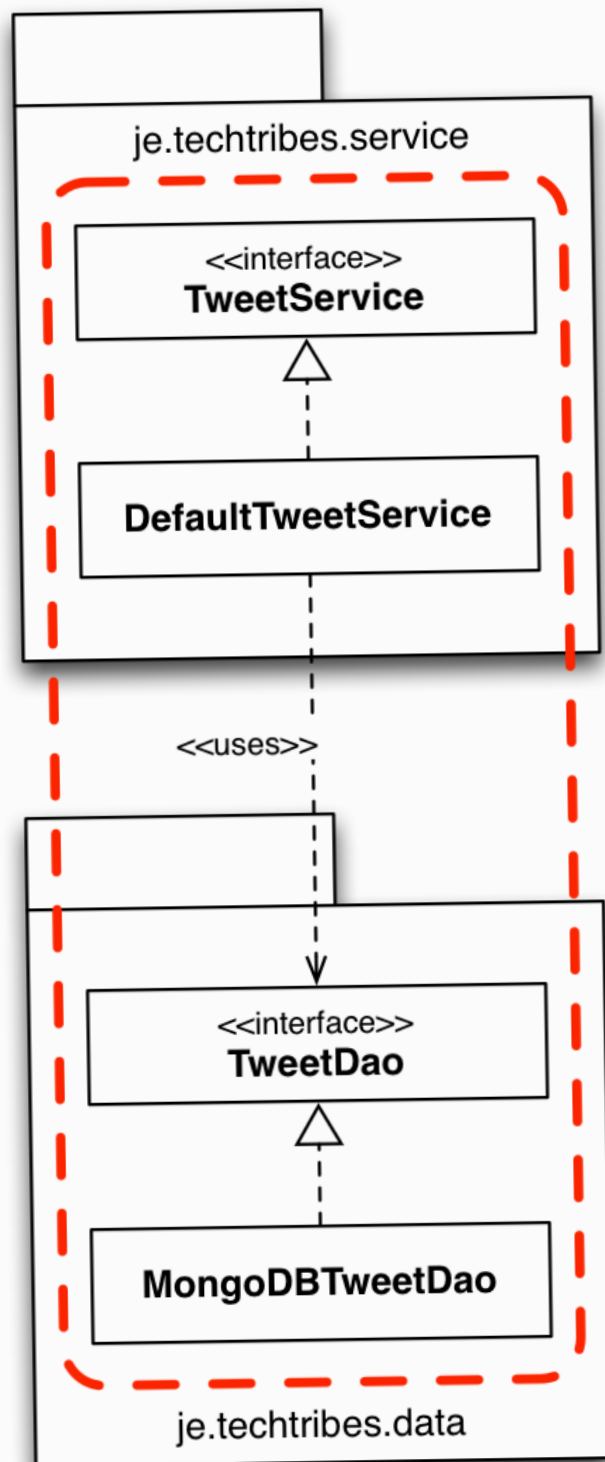 je.techtribes.service
<<interface>>
TweetService
DefaultTweetService
<<uses>>
<<interface>>
TweetDao
MongoDBTweetDao
je.techtribes.data